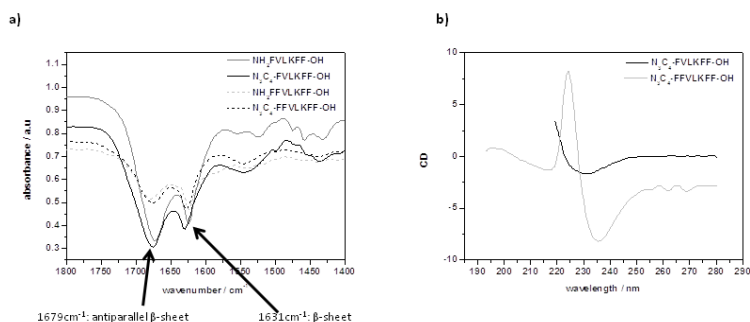 a)
b)
NH2FVLKFF-OH
N3C4-FVLKFF-OH
NH2FFVLKFF-OH
N3C4-FFVLKFF-OH
absorbance / a.u
1.1
1.0
0.9
0.8
0.7
0.6
0.5
0.4
0.3
1800 1750 1700 1650 1600 1550 1500 1450 1400
wavenumber / cm-1
1679cm-1: antiparallel β-sheet
1631cm-1: β-sheet
N3C4-FVLKFF-OH
N3C4-FFVLKFF-OH
CD
10
5
0
-5
-10
190 200 210 220 230 240 250 260 270 280 290
wavelength / nm